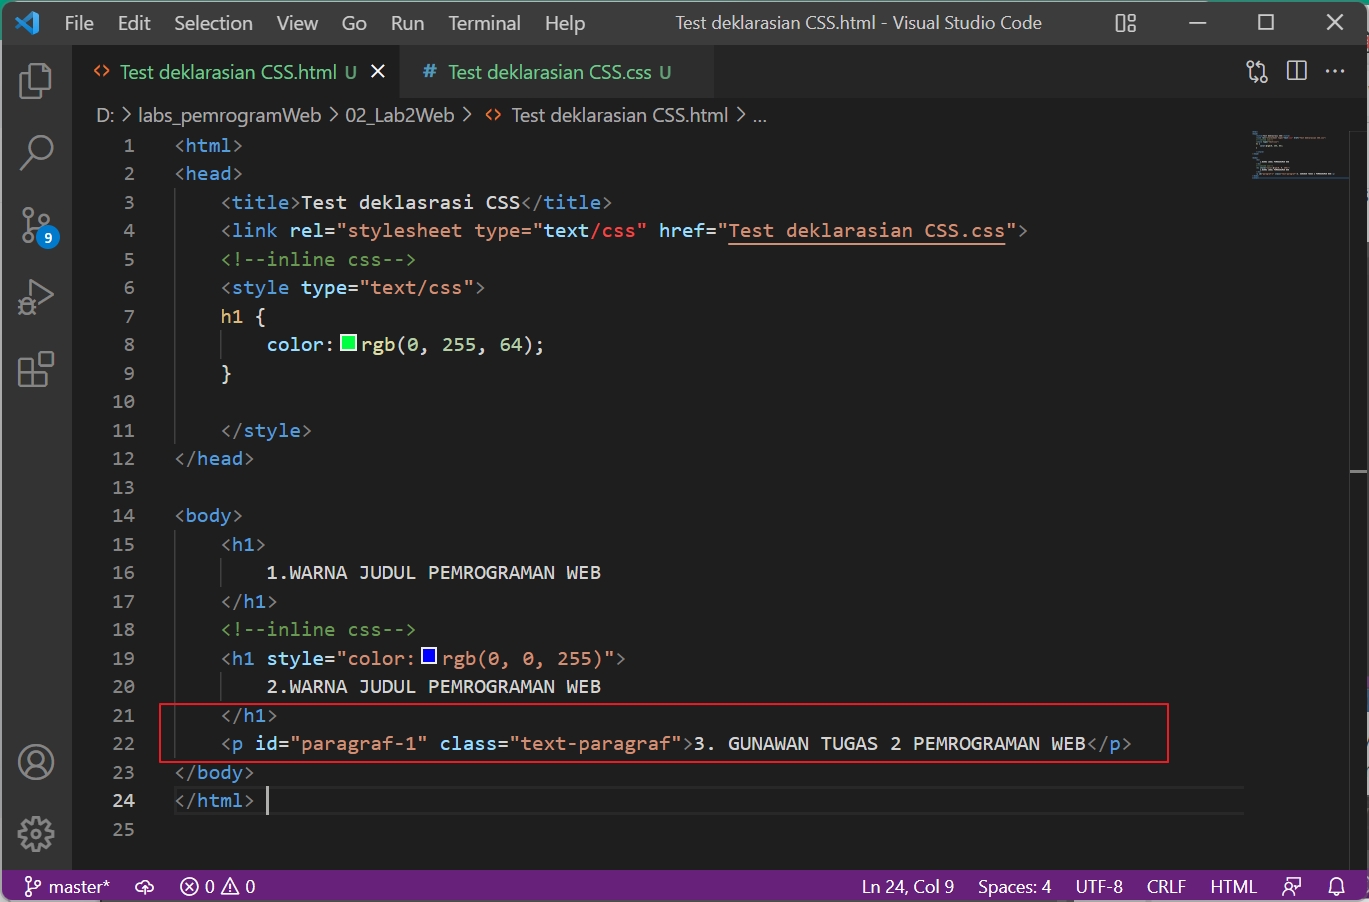 File Edit Selection View Go Run Terminal Help Test deklarasian CSS.html - Visual Studio Code
Test deklarasian CSS.html U Test deklarasian CSS.css U
D: > labs_pemrogramWeb > 02_Lab2Web > Test deklarasian CSS.html > ...
1 <html>
2 <head>
3 <title>Test deklasrasi CSS</title>
4 <link rel="stylesheet type="text/css" href="Test deklarasian CSS.css">
5 <!--inline css-->
6 <style type="text/css">
7 h1 {
8 color: rgb(0, 255, 64);
9 }
10
11 </style>
12 </head>
13
14 <body>
15 <h1>
16 1.WARNA JUDUL PEMROGRAMAN WEB
17 </h1>
18 <!--inline css-->
19 <h1 style="color: rgb(0, 0, 255)">
20 2.WARNA JUDUL PEMROGRAMAN WEB
21 </h1>
22 <p id="paragraf-1" class="text-paragraf">3. GUNAWAN TUGAS 2 PEMROGRAMAN WEB</p>
23 </body>
24 </html>
25
9
master* 0 0 Ln 24, Col 9 Spaces: 4 UTF-8 CRLF HTML